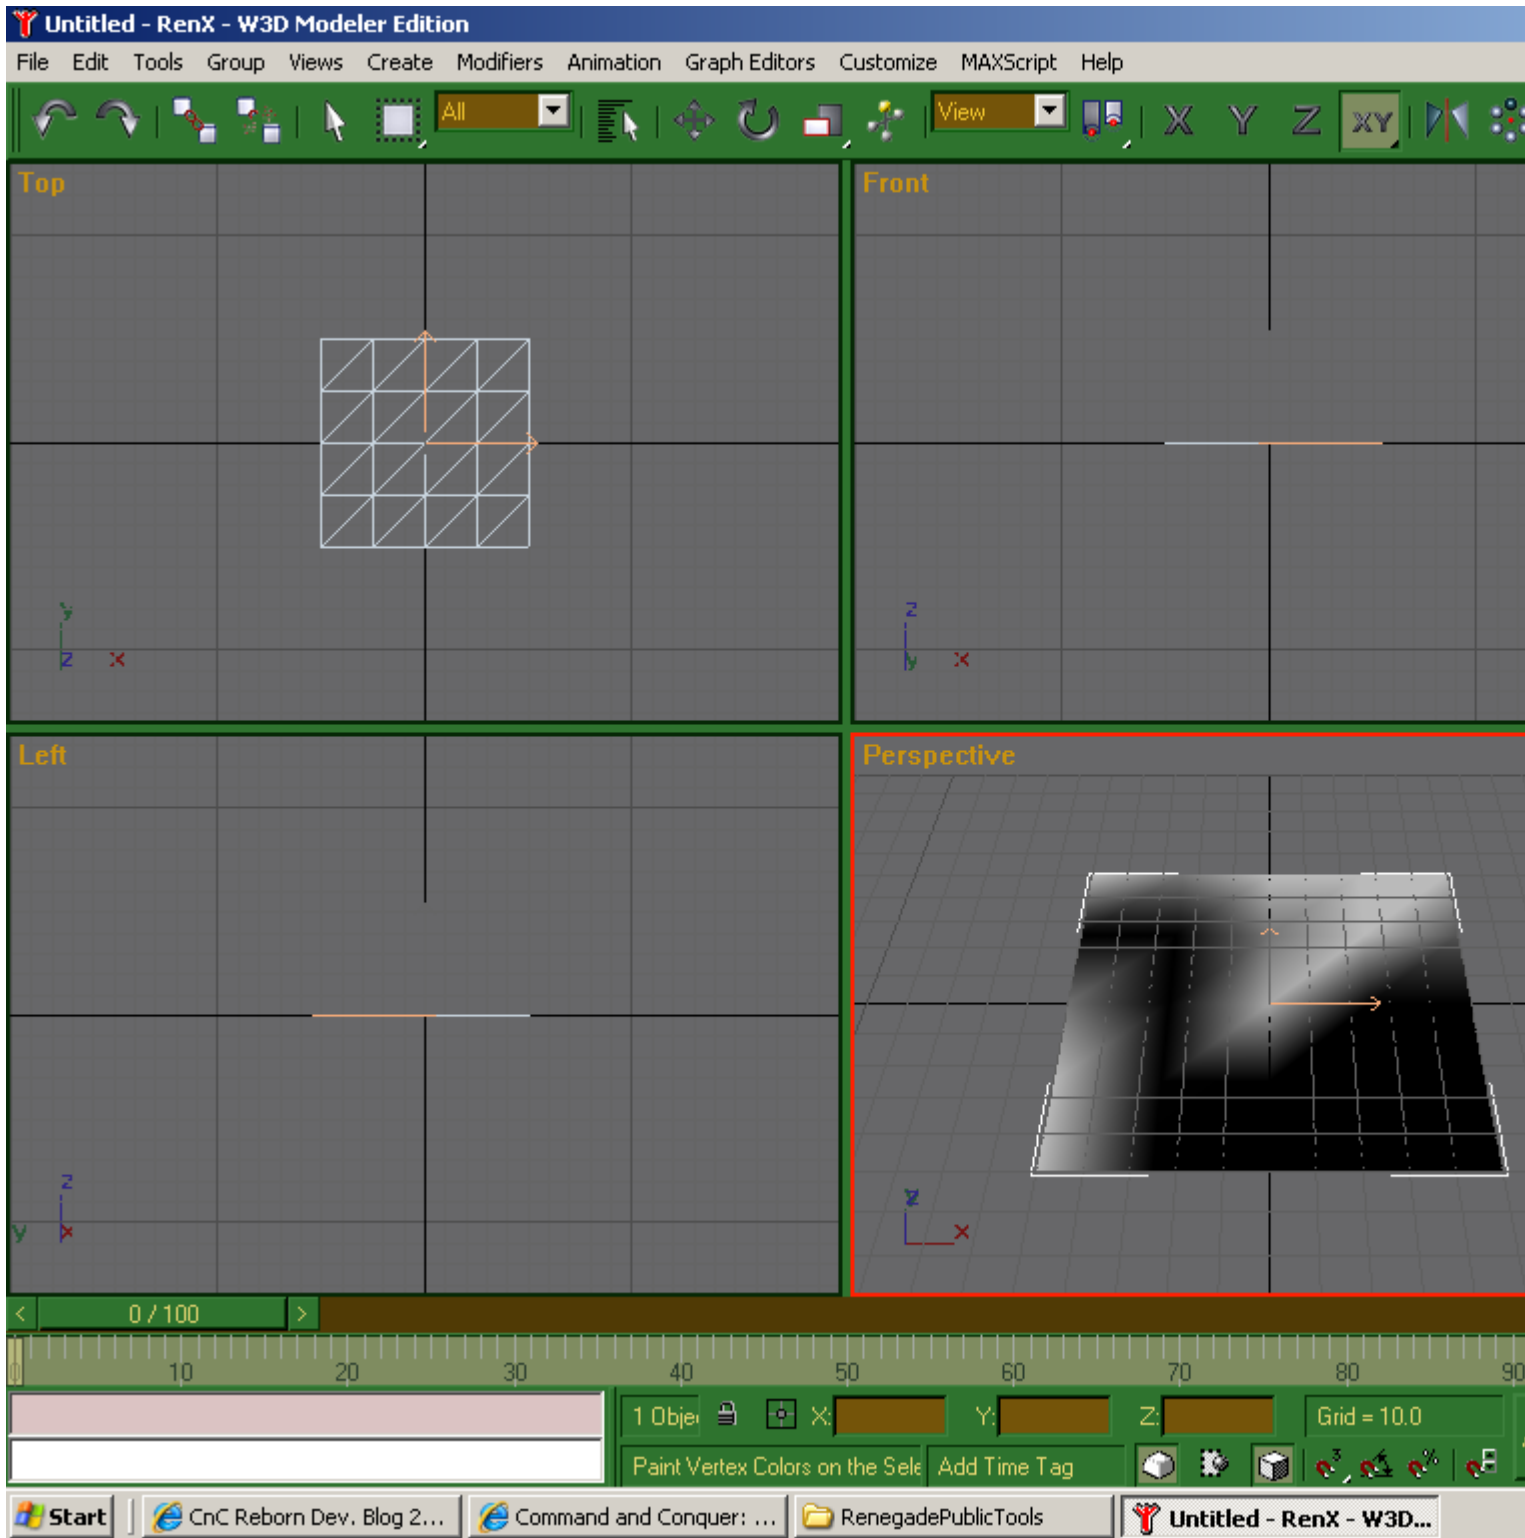 Untitled - RenX - W3D Modeler Edition
File Edit Tools Group Views Create Modifiers Animation Graph Editors Customize MAXScript Help
All View X Y Z XY
Top Front
y z
z x y x
Left Perspective
z z
y x x
< 0 / 100 >
0 10 20 30 40 50 60 70 80 90
1 Obje X: Y: Z: Grid = 10.0
Paint Vertex Colors on the Sele Add Time Tag 3 %
Start CnC Reborn Dev. Blog 2... Command and Conquer: ... RenegadePublicTools Untitled - RenX - W3D...